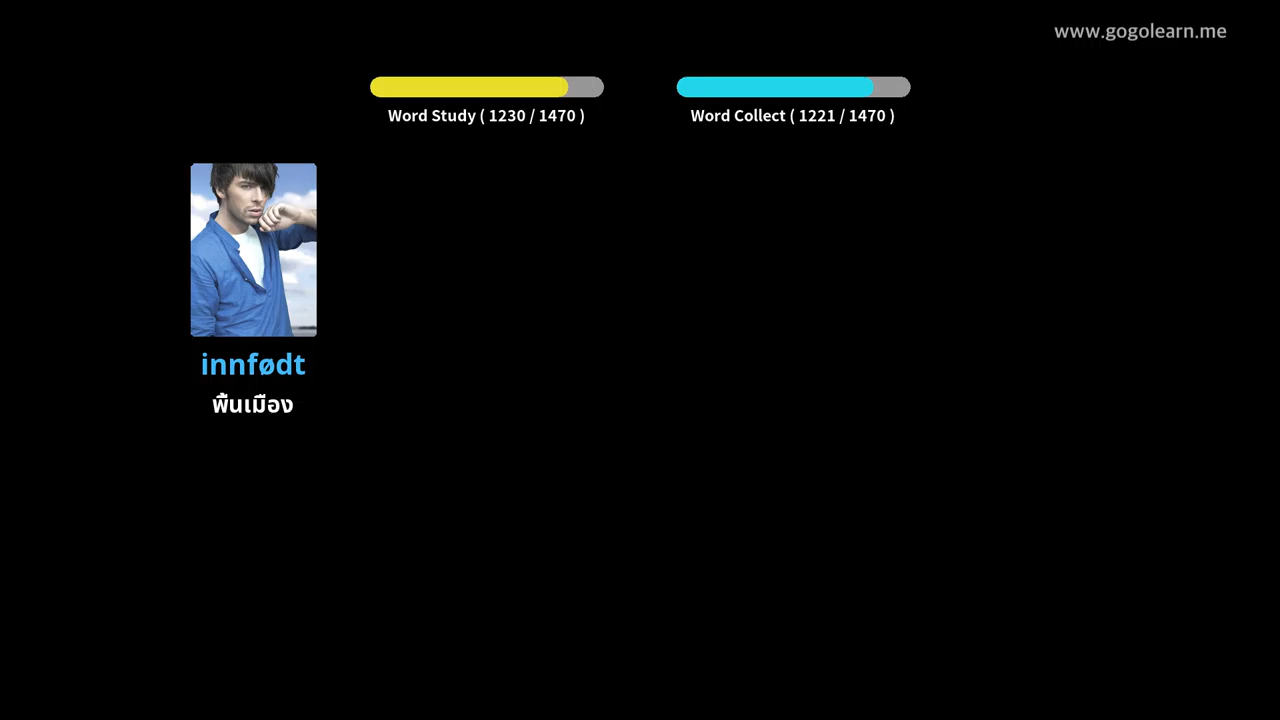 www.gogolearn.me
Word Study ( 1230 / 1470 )
Word Collect ( 1221 / 1470 )
innfødt
พื้นเมือง